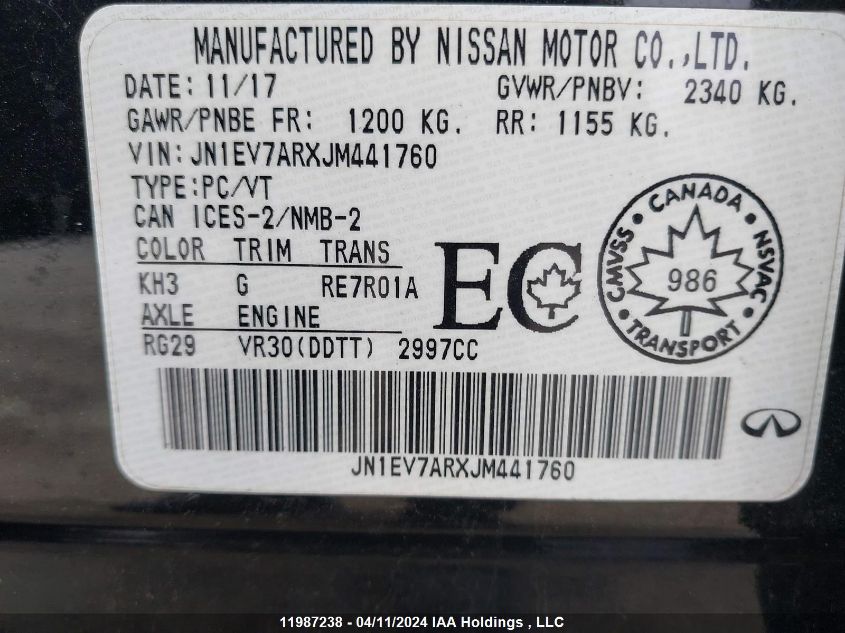 MANUFACTURED BY NISSAN MOTOR CO.,LTD.
DATE: 11/17 GVWR/PNBV: 2340 KG.
GAWR/PNBE FR: 1200 KG. RR: 1155 KG.
VIN: JN1EV7ARXJM441760
TYPE:PC/VT
CAN ICES-2/NMB-2
COLOR TRIM TRANS
KH3 G RE7R01A
AXLE ENGINE
RG29 VR30(DDTT) 2997CC
EC
CANADA
CMVSS NSVAC
986
TRANSPORT
JN1EV7ARXJM441760
11987238 - 04/11/2024 IAA Holdings , LLC